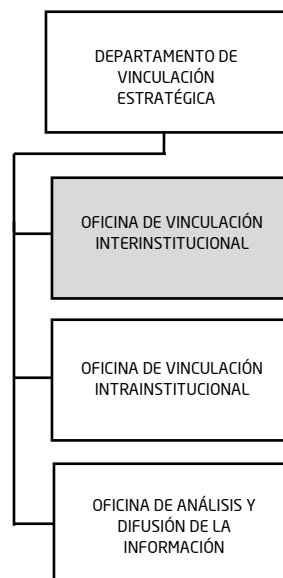 DEPARTAMENTO DE
VINCULACIÓN
ESTRATÉGICA
OFICINA DE VINCULACIÓN
INTERINSTITUCIONAL
OFICINA DE VINCULACIÓN
INTRAINSTITUCIONAL
OFICINA DE ANÁLISIS Y
DIFUSIÓN DE LA
INFORMACIÓN